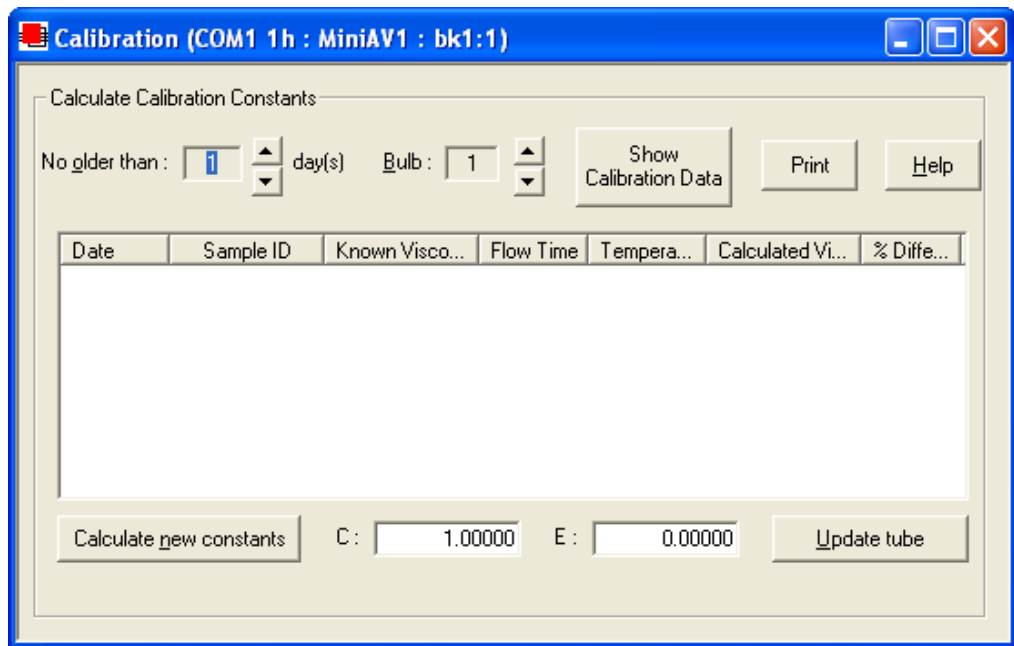 Calibration (COM1 1h : MiniAV1 : bk1:1)
Calculate Calibration Constants
No older than : 1 day(s) Bulb : 1 Show Calibration Data Print Help
Date Sample ID Known Visco... Flow Time Tempera... Calculated Vi... % Diffe...
Calculate new constants C : 1.00000 E : 0.00000 Update tube